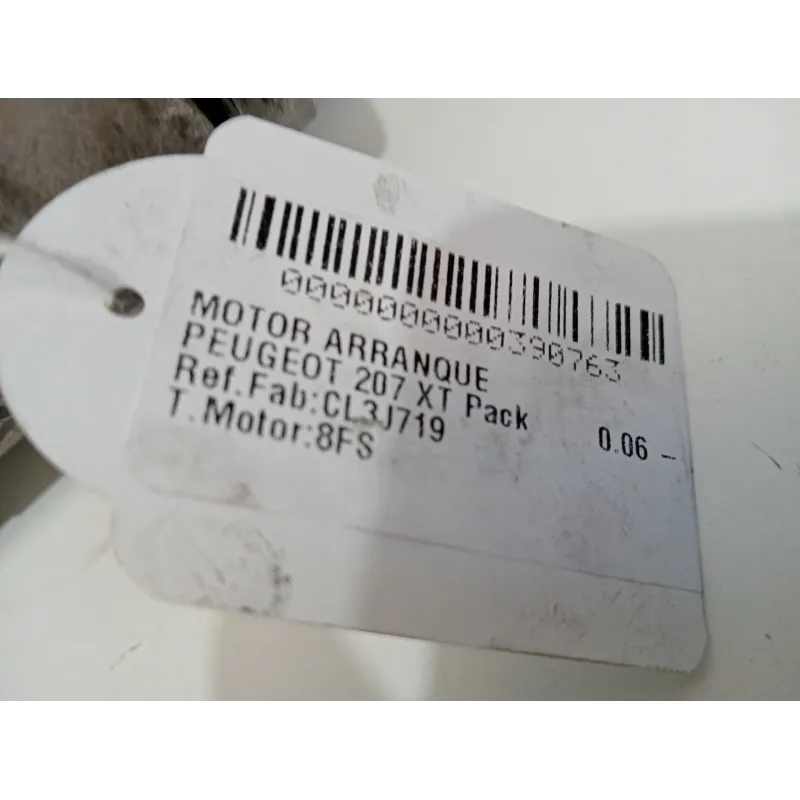 0000000000390763
MOTOR ARRANQUE
PEUGEOT 207 XT Pack
Ref.Fab:CL3J719
T.Motor:8FS
0.06 -